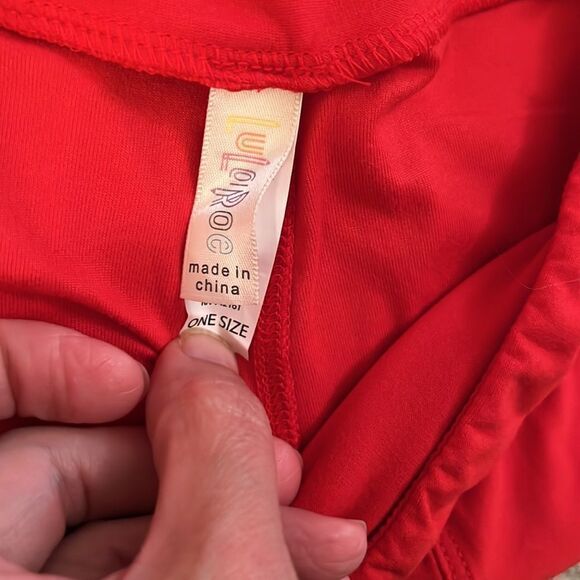 LuLaRoe
made in
china
ONE SIZE